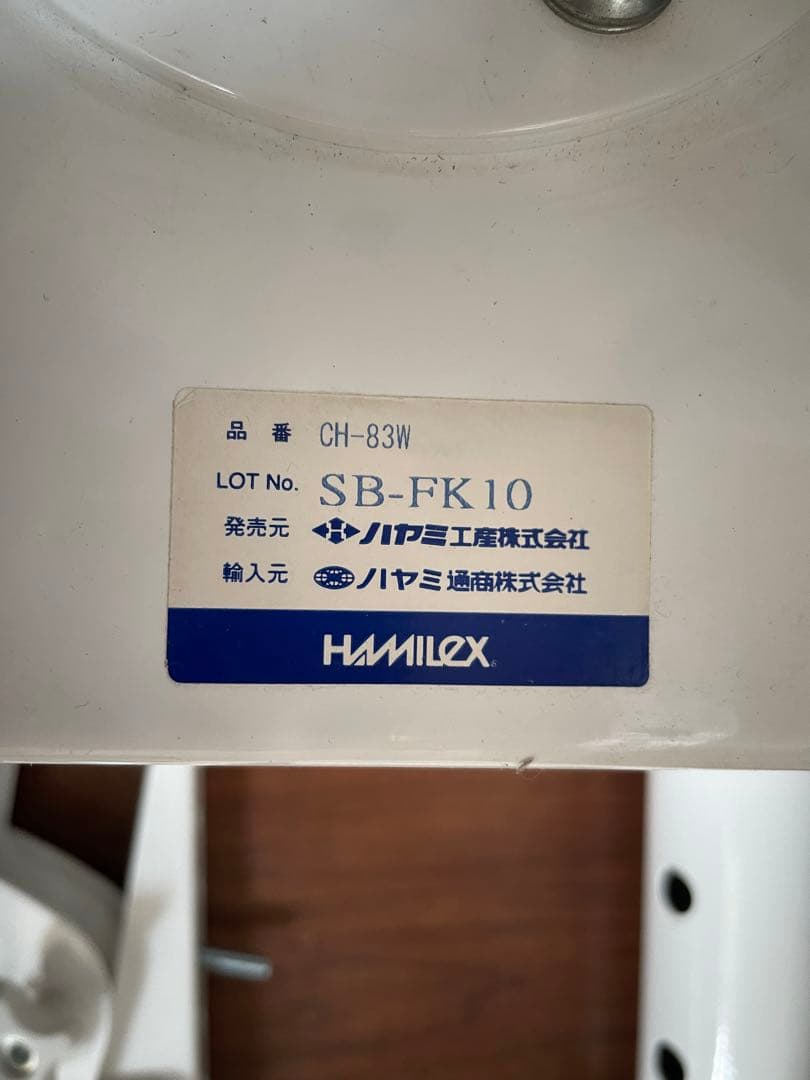 品番 CH-83W
LOT No. SB-FK10
発売元 ハヤミ工産株式会社
輸入元 ハヤミ通商株式会社
HAMILEX